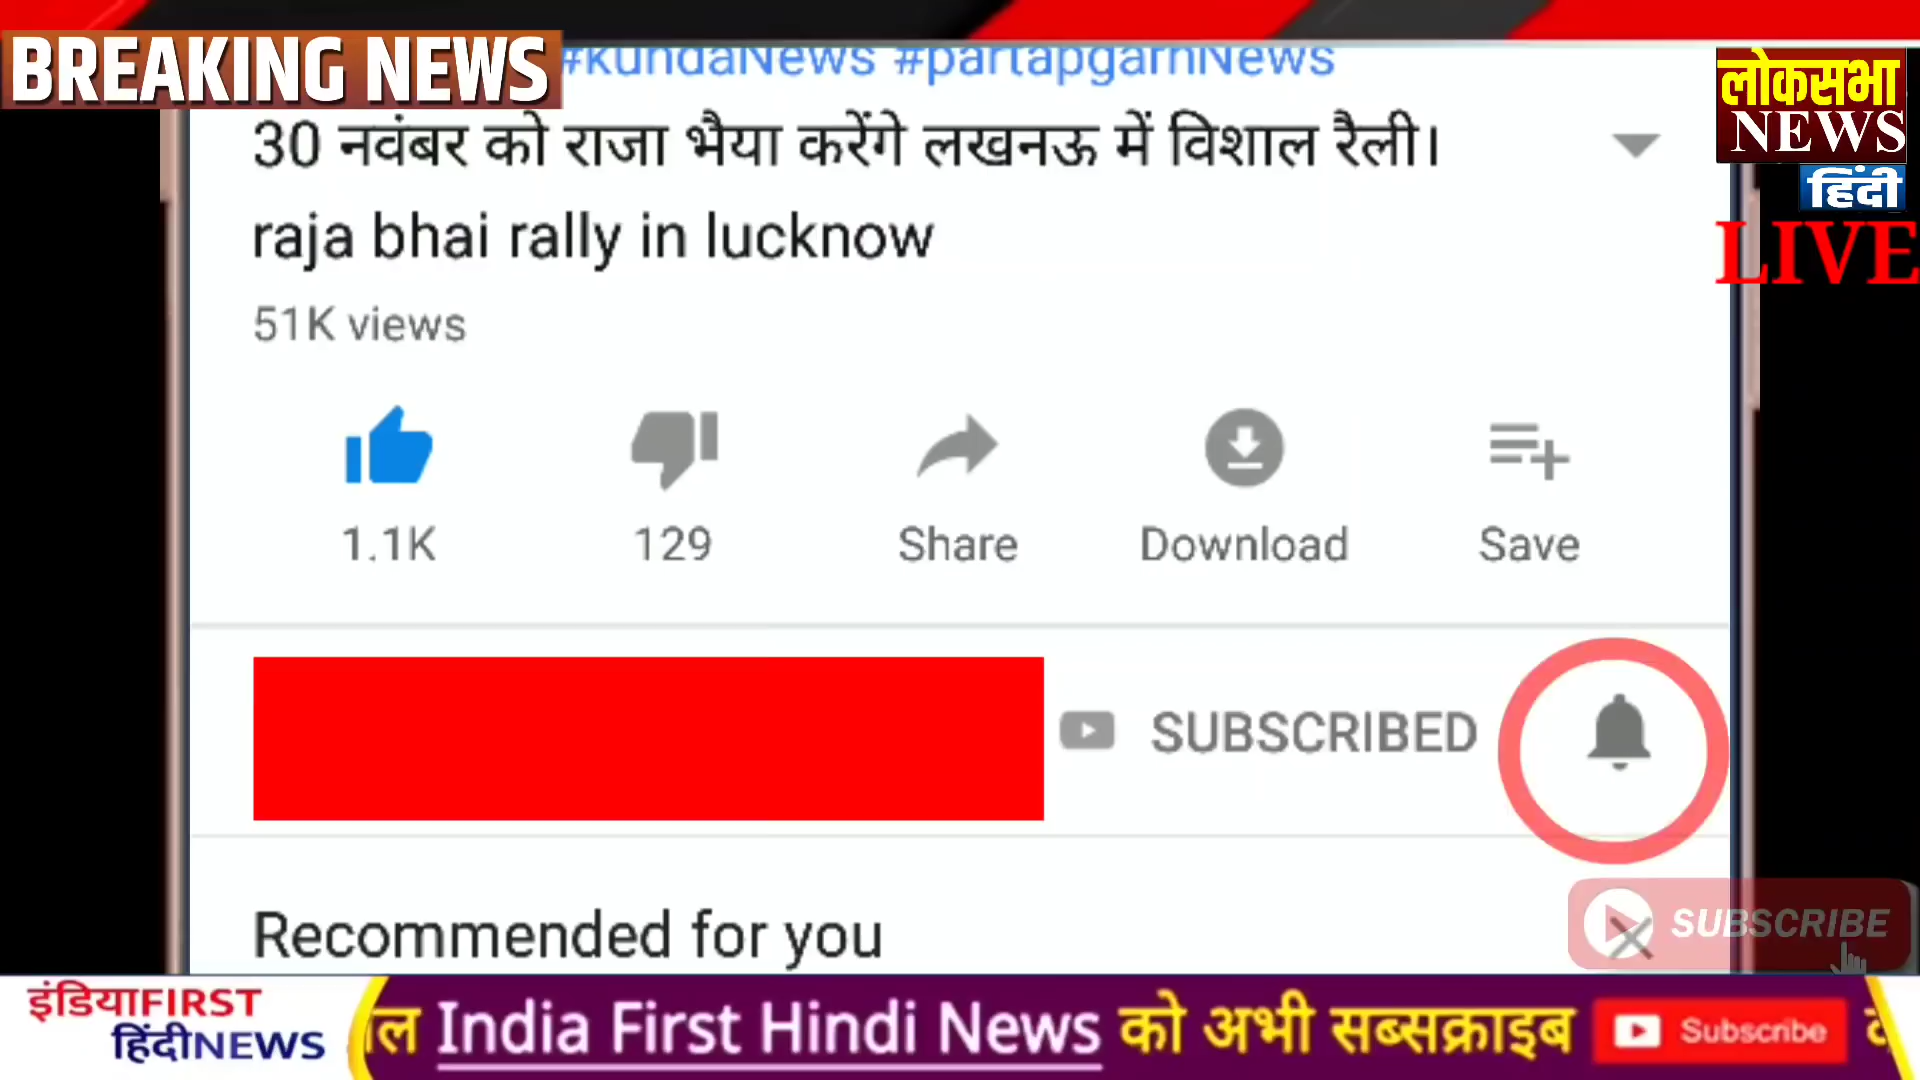 BREAKING NEWS
#kundaNews #partapgarhNews
लोकसभा
NEWS
हिंदी
LIVE
30 नवंबर को राजा भैया करेंगे लखनऊ में विशाल रैली।
raja bhai rally in lucknow
51K views
1.1K 129 Share Download Save
SUBSCRIBED
Recommended for you
SUBSCRIBE
इंडियाFIRST
हिंदीNEWS
India First Hindi News को अभी सब्सक्राइब Subscribe